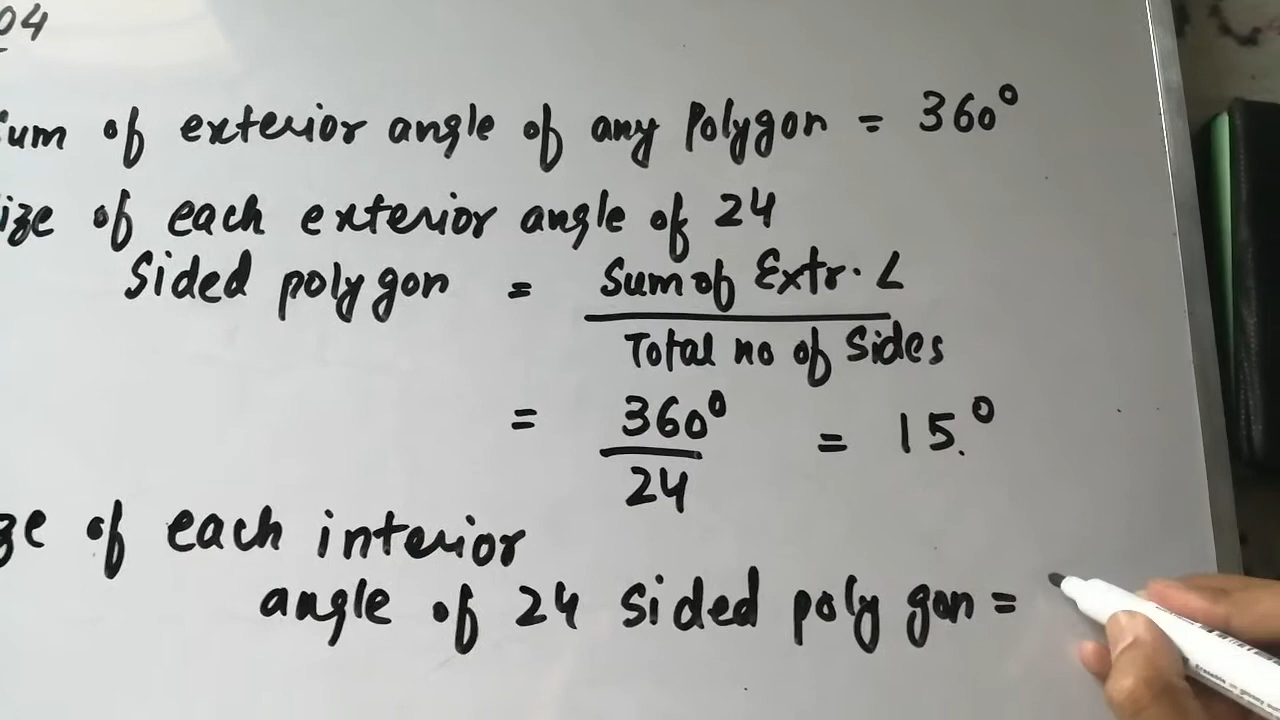 04
Sum of exterior angle of any Polygon = 360°
ize of each exterior angle of 24
Sided polygon = Sum of Extr. ∠
Total no of Sides
= 360° = 15.°
24
ze of each interior
angle of 24 Sided polygon =